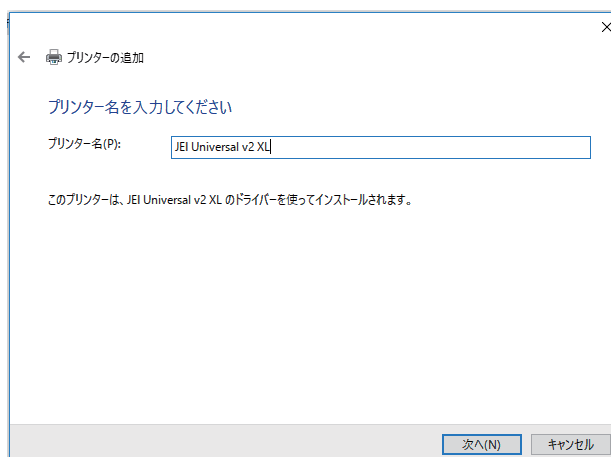 プリンターの追加
プリンター名を入力してください
プリンター名(P): JEI Universal v2 XL
このプリンターは、JEI Universal v2 XL のドライバーを使ってインストールされます。
次へ(N) キャンセル